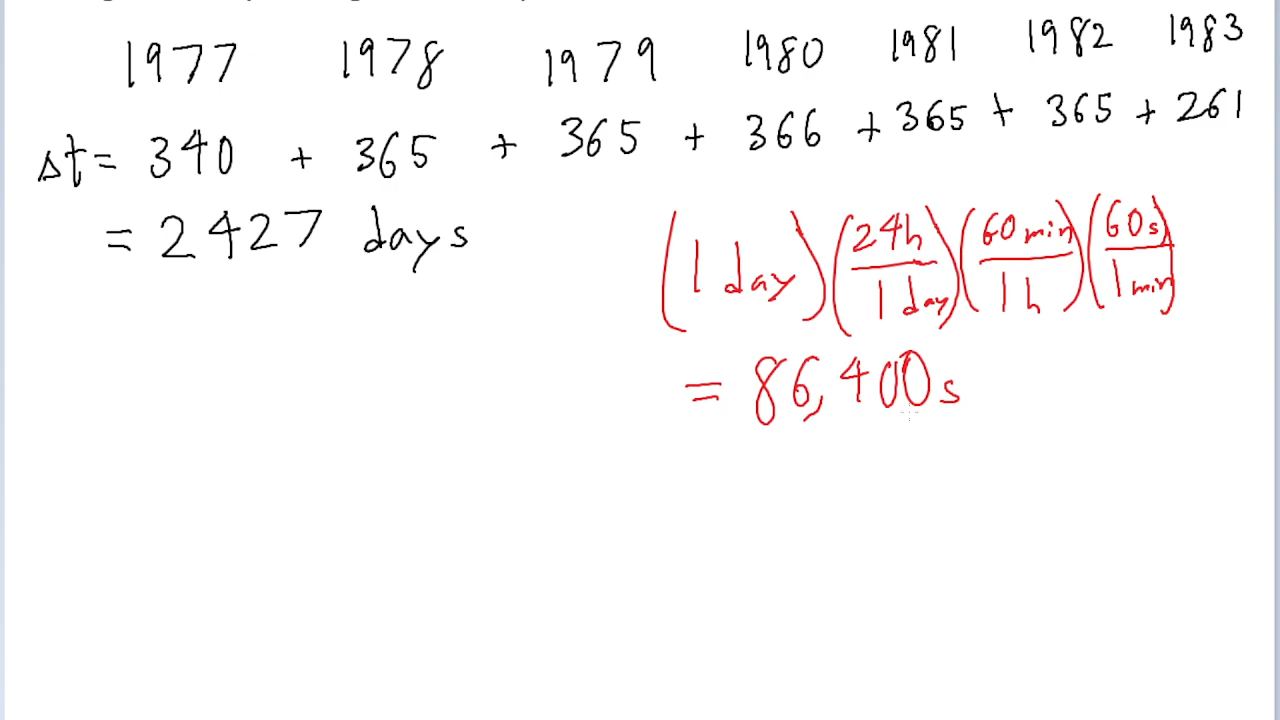 1977 1978 1979 1980 1981 1982 1983
Δt = 340 + 365 + 365 + 366 + 365 + 365 + 261
= 2427 days
(1 day) (24h / 1 day) (60 min / 1 h) (60 s / 1 min)
= 86,400 s